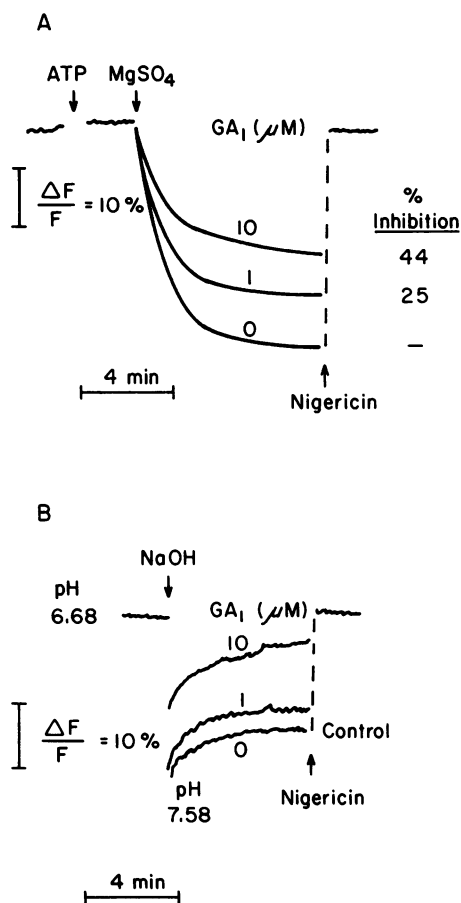 A
ATP MgSO₄
GA₁ (μM)
ΔF
F
= 10 %
%
Inhibition
10
44
1
25
0
–
4 min
Nigericin
B
NaOH
pH
6.68
GA₁ (μM)
10
ΔF
F
= 10 %
1
0
Control
pH
7.58
Nigericin
4 min